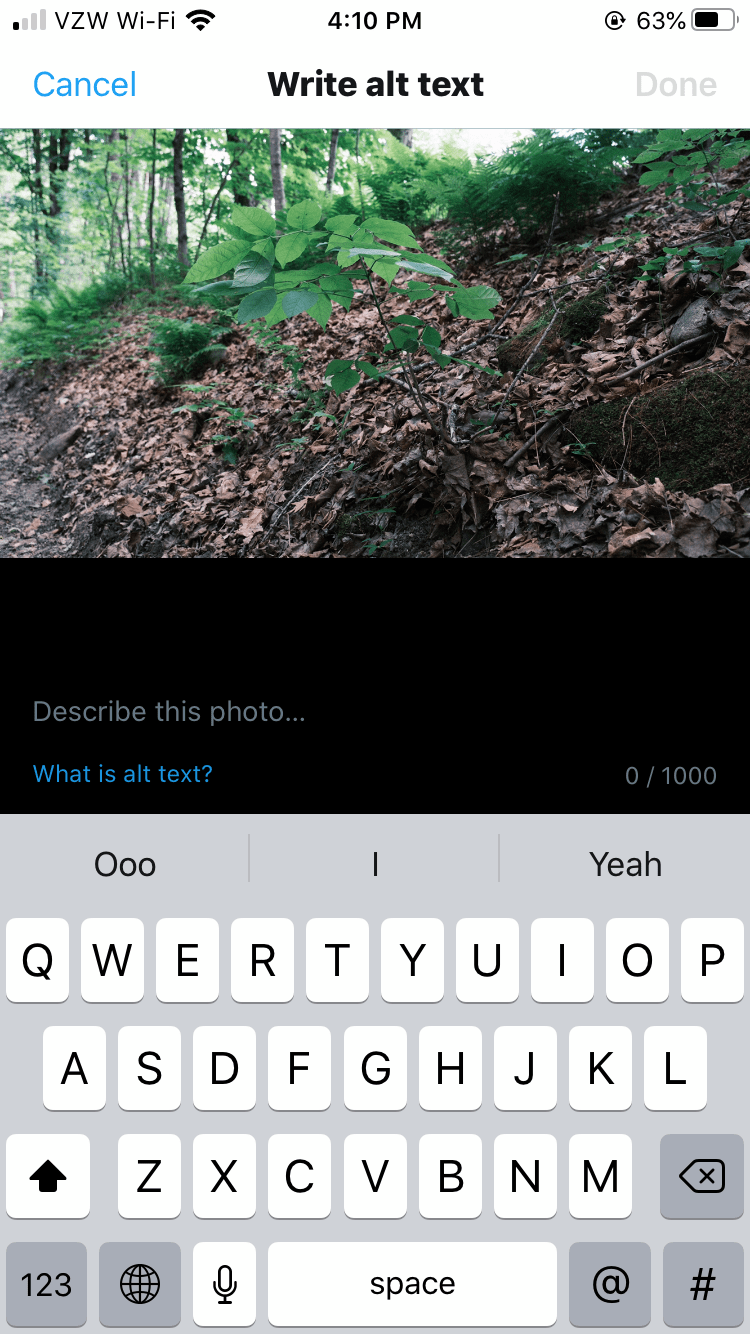 VZW Wi-Fi 4:10 PM 63%
Cancel Write alt text Done
Describe this photo...
What is alt text? 0 / 1000
Ooo I Yeah
Q W E R T Y U I O P
A S D F G H J K L
Z X C V B N M
123 space @ #